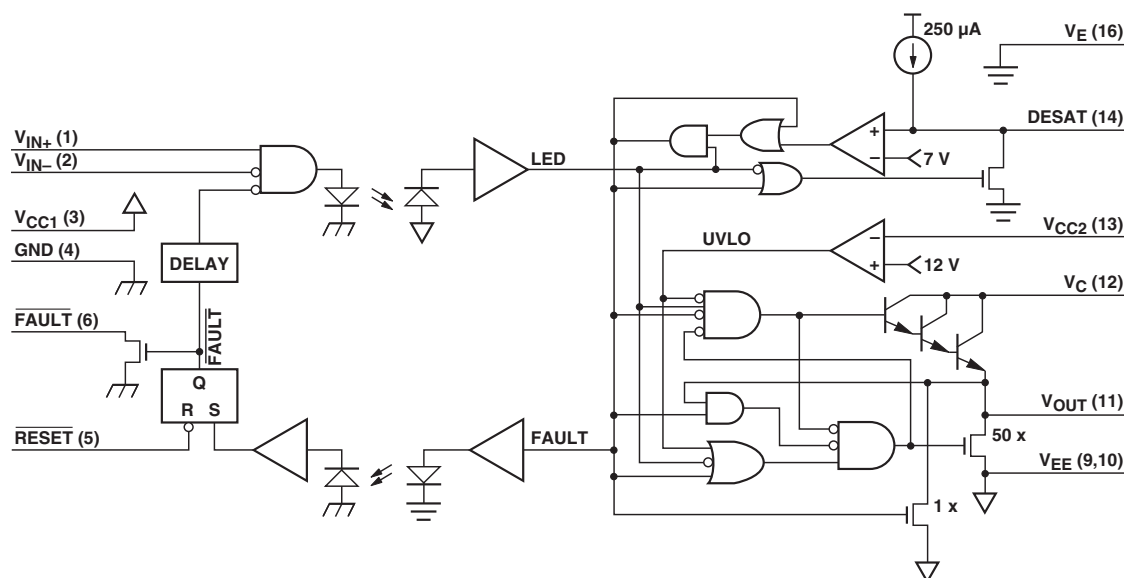 250 µA
VE (16)
VIN+ (1)
VIN– (2)
LED
DESAT (14)
+
–
7 V
VCC1 (3)
GND (4)
DELAY
UVLO
–
+
VCC2 (13)
12 V
VC (12)
FAULT (6)
FAULT
Q
R S
RESET (5)
FAULT
VOUT (11)
50 x
VEE (9,10)
1 x